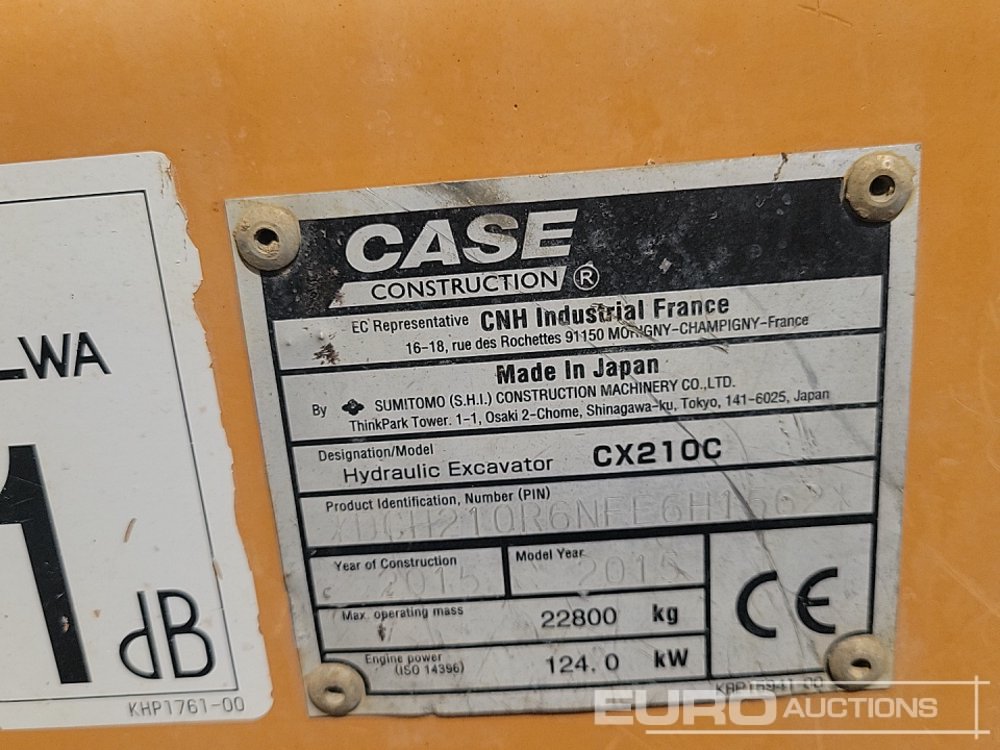 LWA
1
dB
KHP1761-00
CASE
CONSTRUCTION ®
EC Representative CNH Industrial France
16-18, rue des Rochettes 91150 MORIGNY-CHAMPIGNY-France
Made In Japan
By SUMITOMO (S.H.I.) CONSTRUCTION MACHINERY CO.,LTD.
ThinkPark Tower. 1-1, Osaki 2-Chome, Shinagawa-ku, Tokyo, 141-6025, Japan
Designation/Model
Hydraulic Excavator CX210C
Product Identification, Number (PIN)
Year of Construction Model Year
2015 2015
Max. operating mass 22800 kg
Engine power
(ISO 14396) 124.0 kW
CE
KHP16941-00
EURO AUCTIONS